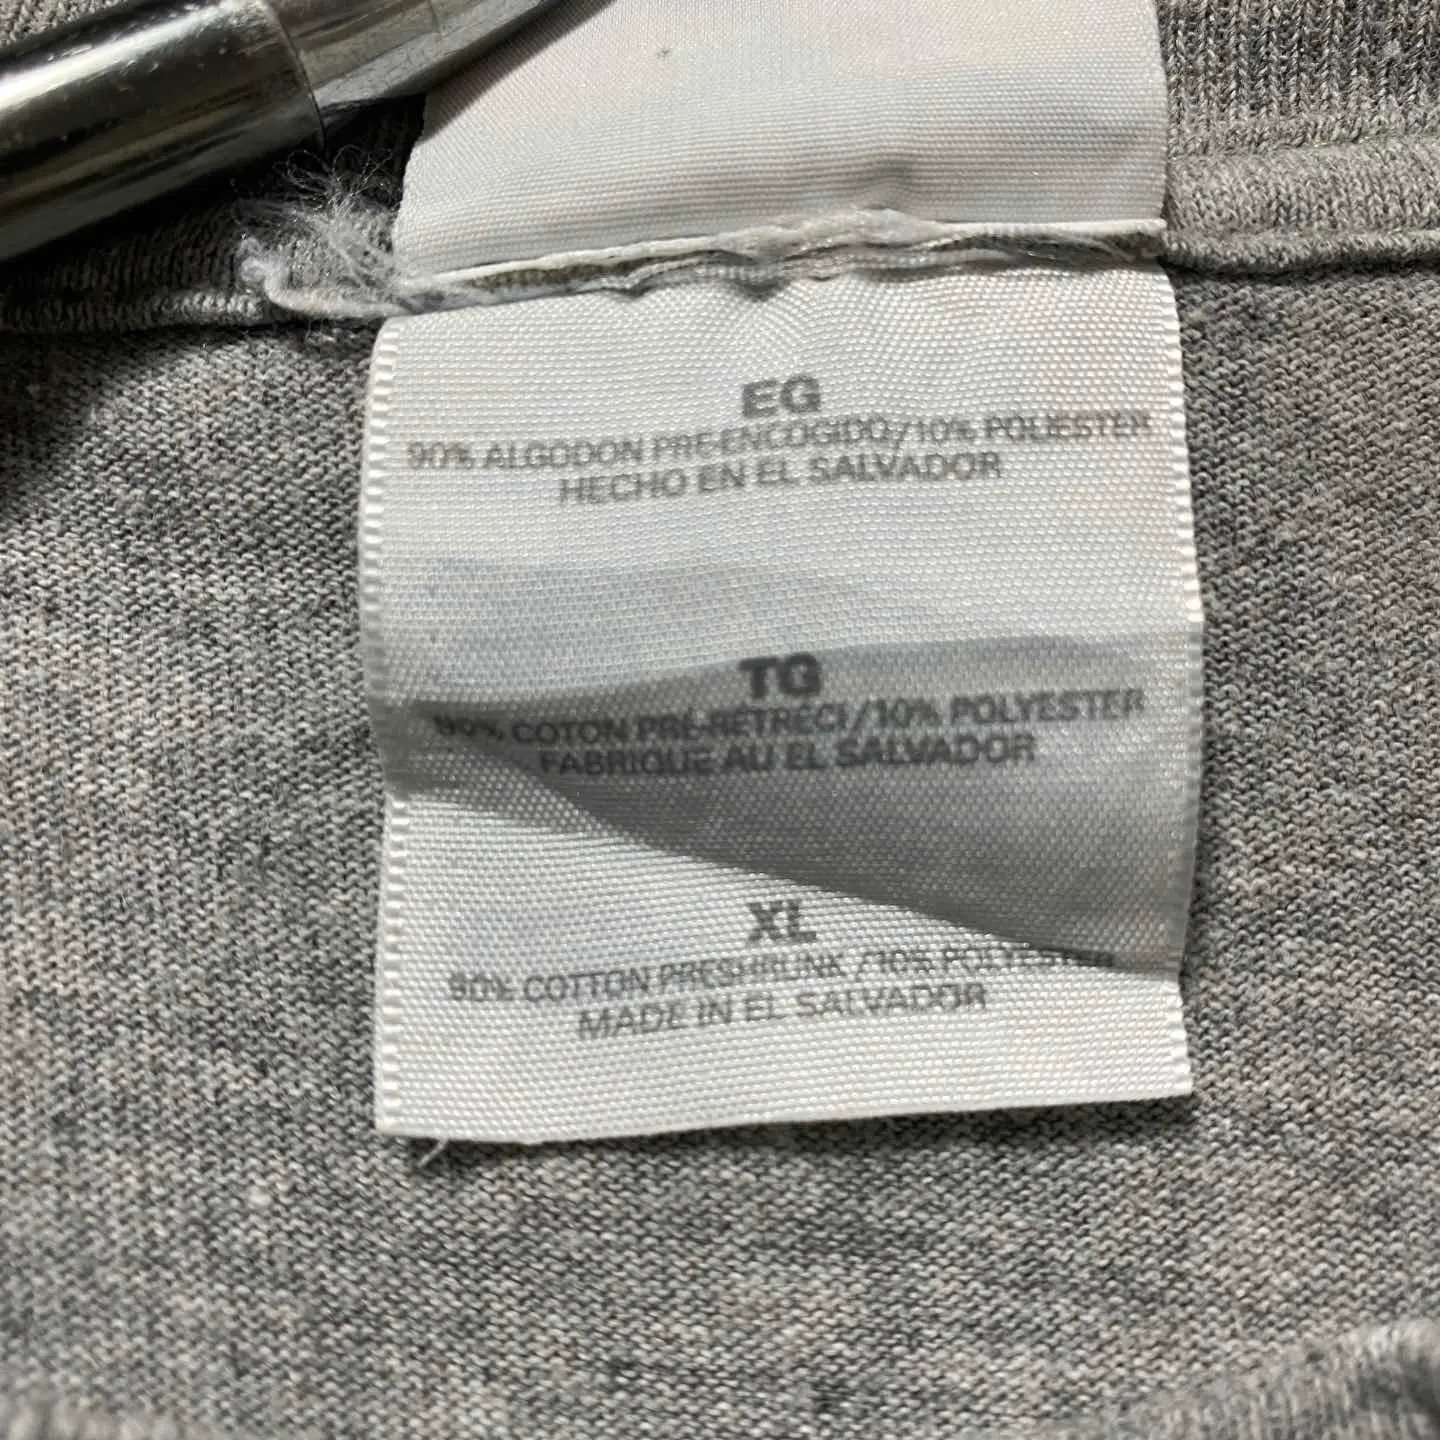 EG
90% ALGODON PRE-ENCOGIDO/10% POLIESTER
HECHO EN EL SALVADOR
TG
90% COTON PRÉ-RÉTRÉCI/10% POLYESTER
FABRIQUE AU EL SALVADOR
XL
90% COTTON PRESHRUNK /10% POLYESTER
MADE IN EL SALVADOR